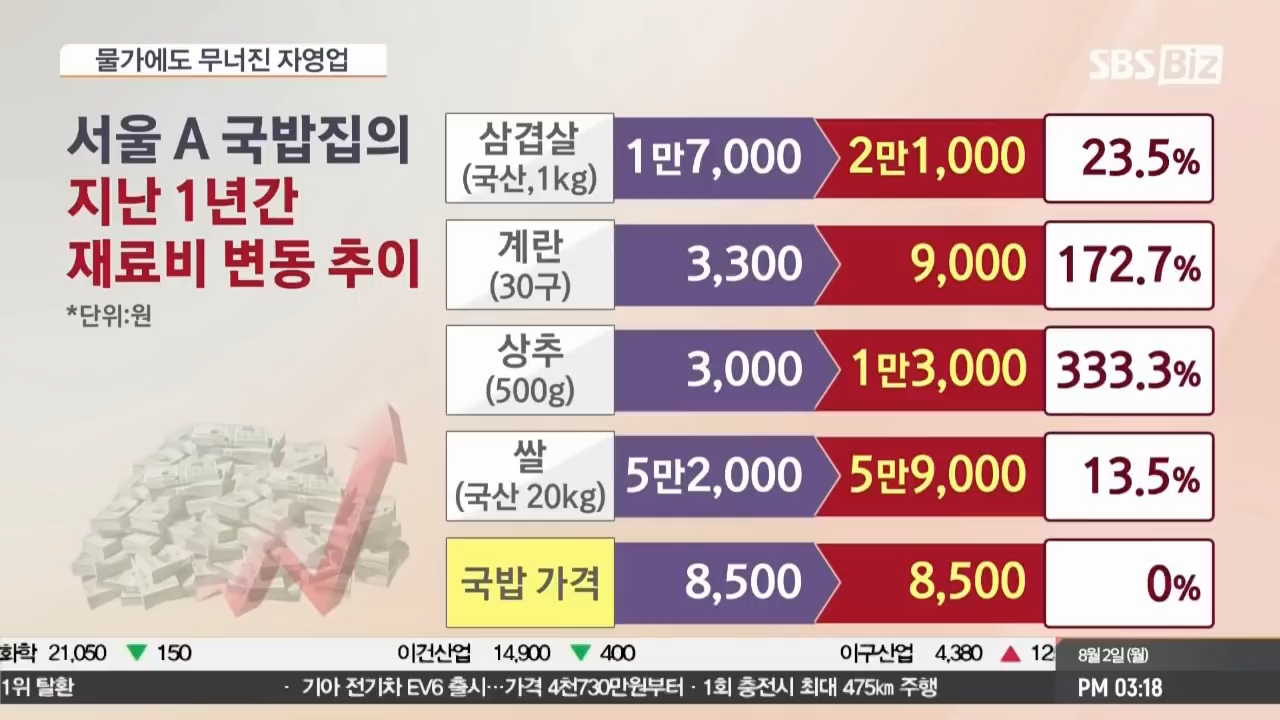 물가에도 무너진 자영업
SBS Biz
서울 A 국밥집의
지난 1년간
재료비 변동 추이
*단위:원
삼겹살
(국산,1kg)
1만7,000
2만1,000
23.5%
계란
(30구)
3,300
9,000
172.7%
상추
(500g)
3,000
1만3,000
333.3%
쌀
(국산 20kg)
5만2,000
5만9,000
13.5%
국밥 가격
8,500
8,500
0%
화학 21,050 ▼ 150 이건산업 14,900 ▼ 400 이구산업 4,380 ▲ 12
8월2일(월)
1위 탈환 · 기아 전기차 EV6 출시…가격 4천730만원부터 · 1회 충전시 최대 475㎞ 주행
PM 03:18